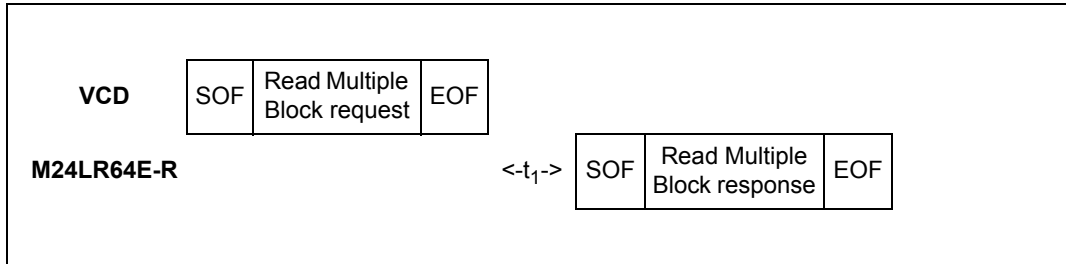 VCD SOF Read Multiple Block request EOF
M24LR64E-R <-t1-> SOF Read Multiple Block response EOF